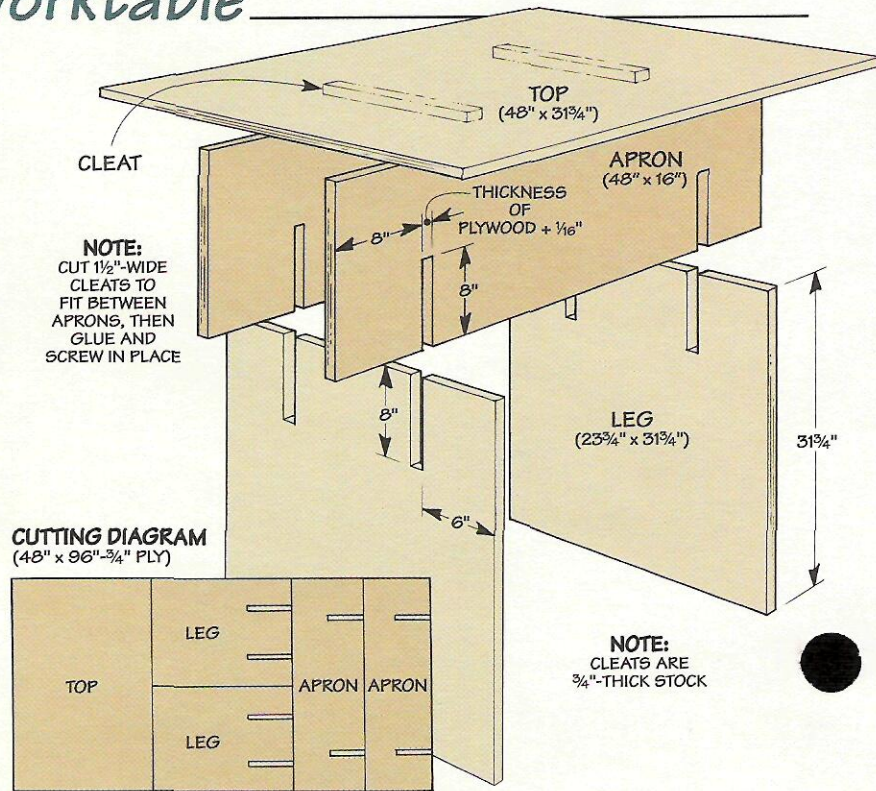 worktable
TOP
(48" x 31¾")
CLEAT
APRON
(48" x 16")
THICKNESS
OF
PLYWOOD + 1/16"
8"
8"
NOTE:
CUT 1½"-WIDE
CLEATS TO
FIT BETWEEN
APRONS, THEN
GLUE AND
SCREW IN PLACE
8"
LEG
(23¾" x 31¾")
31¾"
6"
CUTTING DIAGRAM
(48" x 96"-¾" PLY)
TOP
LEG
LEG
APRON
APRON
NOTE:
CLEATS ARE
¾"-THICK STOCK